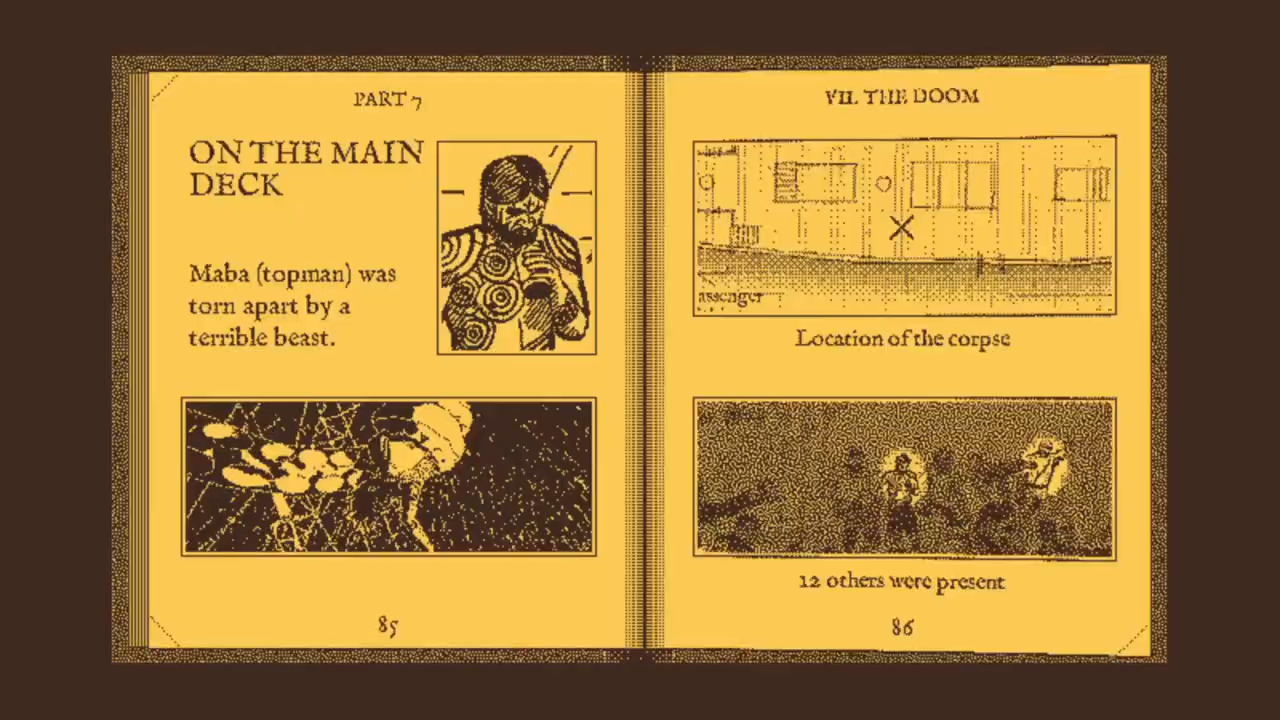 PART 7
ON THE MAIN
DECK
Maba (topman) was
torn apart by a
terrible beast.
85
VII. THE DOOM
assenger
Location of the corpse
12 others were present
86